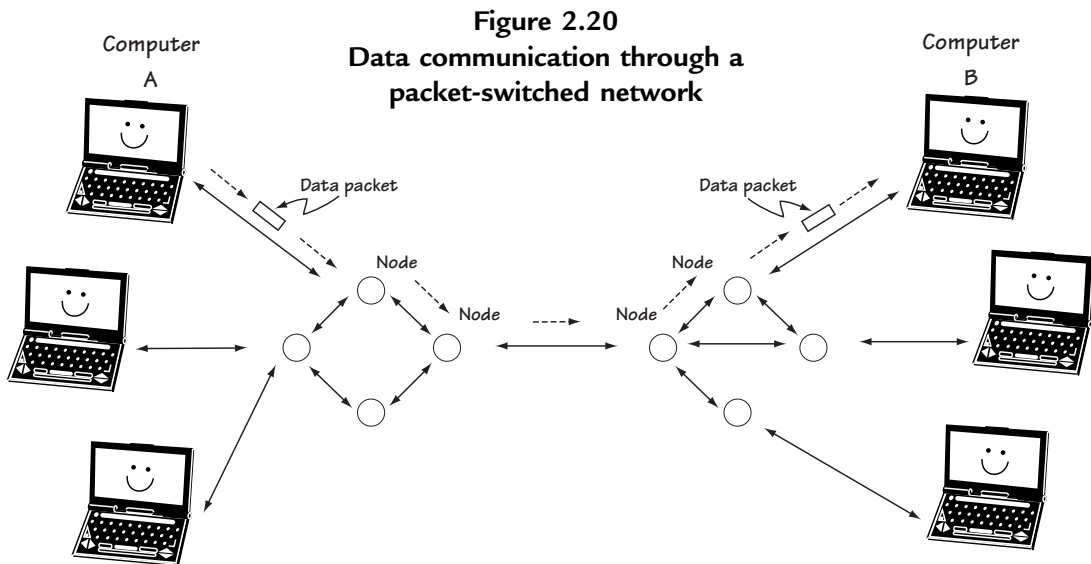 Figure 2.20
Data communication through a
packet-switched network
Computer
A
Computer
B
Data packet
Data packet
Node
Node
Node
Node